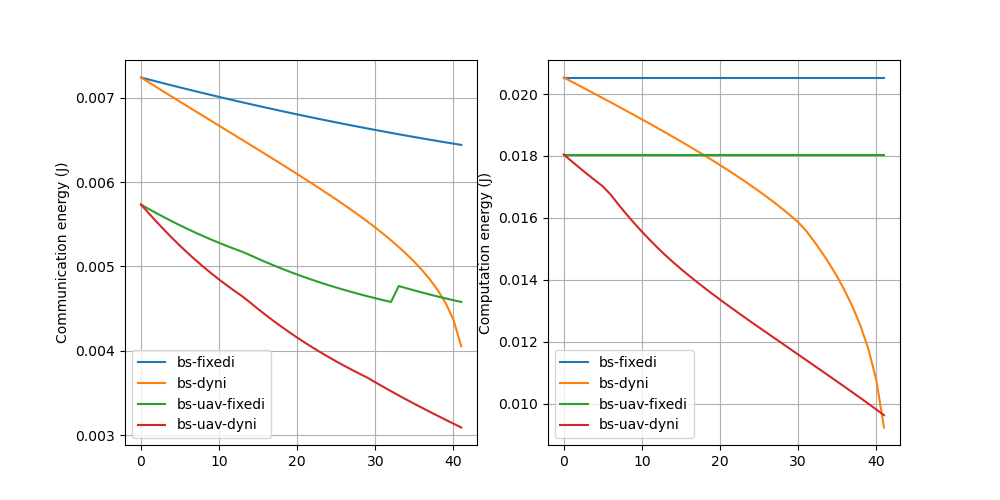 Communication energy (J)
0.007
0.006
0.005
0.004
0.003
0 10 20 30 40
bs-fixedi
bs-dyni
bs-uav-fixedi
bs-uav-dyni
Computation energy (J)
0.020
0.018
0.016
0.014
0.012
0.010
0 10 20 30 40
bs-fixedi
bs-dyni
bs-uav-fixedi
bs-uav-dyni